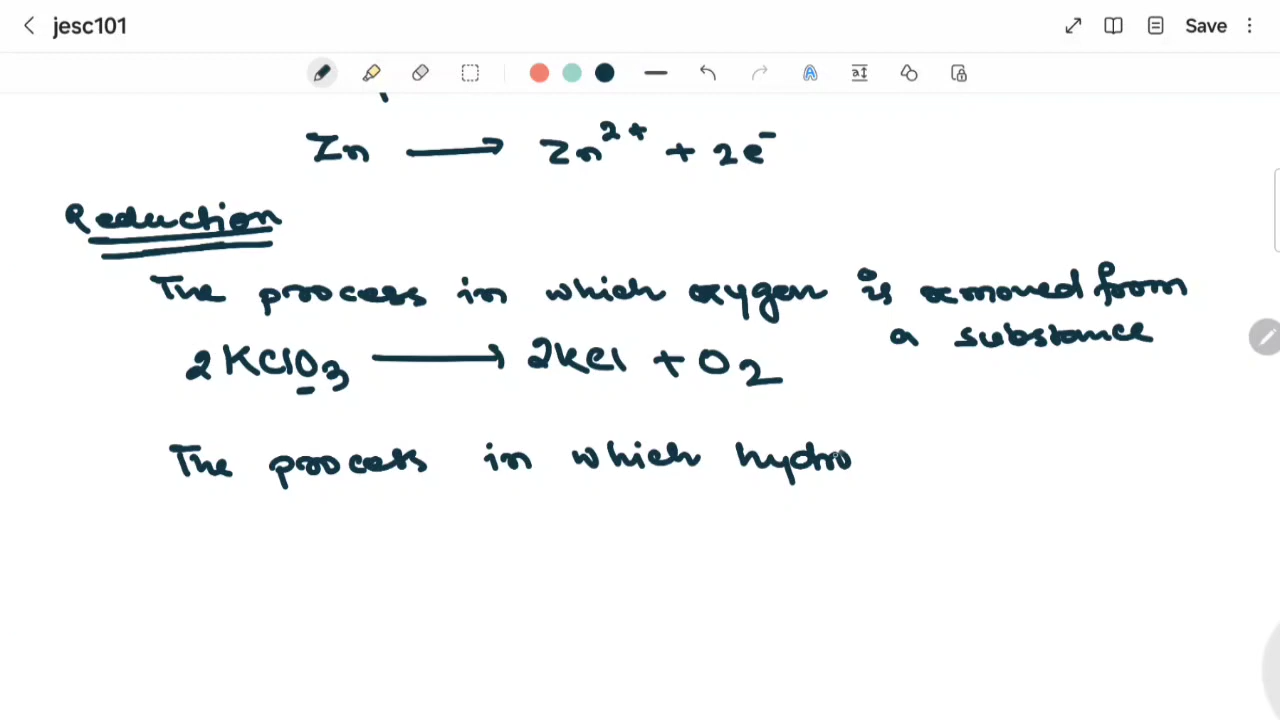 jesc101
Save
Zn → Zn²⁺ + 2e⁻
Reduction
The process in which oxygen is removed from
a substance
2KClO₃ → 2KCl + O₂
The process in which hydro